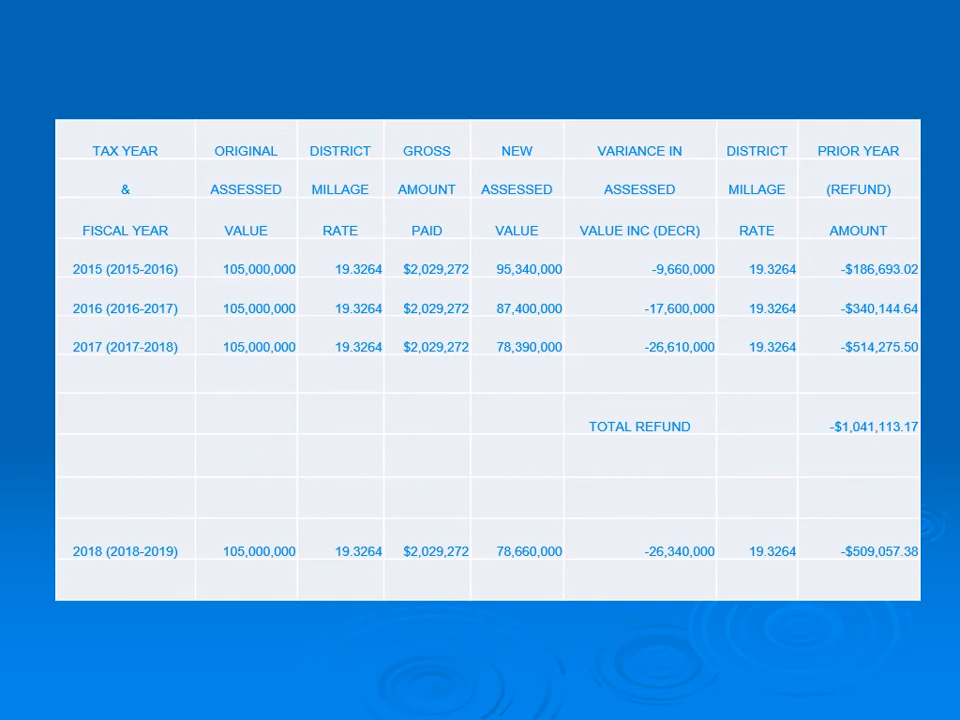 TAX YEAR ORIGINAL DISTRICT GROSS NEW VARIANCE IN DISTRICT PRIOR YEAR
& ASSESSED MILLAGE AMOUNT ASSESSED ASSESSED MILLAGE (REFUND)
FISCAL YEAR VALUE RATE PAID VALUE VALUE INC (DECR) RATE AMOUNT
2015 (2015-2016) 105,000,000 19.3264 $2,029,272 95,340,000 -9,660,000 19.3264 -$186,693.02
2016 (2016-2017) 105,000,000 19.3264 $2,029,272 87,400,000 -17,600,000 19.3264 -$340,144.64
2017 (2017-2018) 105,000,000 19.3264 $2,029,272 78,390,000 -26,610,000 19.3264 -$514,275.50
TOTAL REFUND -$1,041,113.17
2018 (2018-2019) 105,000,000 19.3264 $2,029,272 78,660,000 -26,340,000 19.3264 -$509,057.38